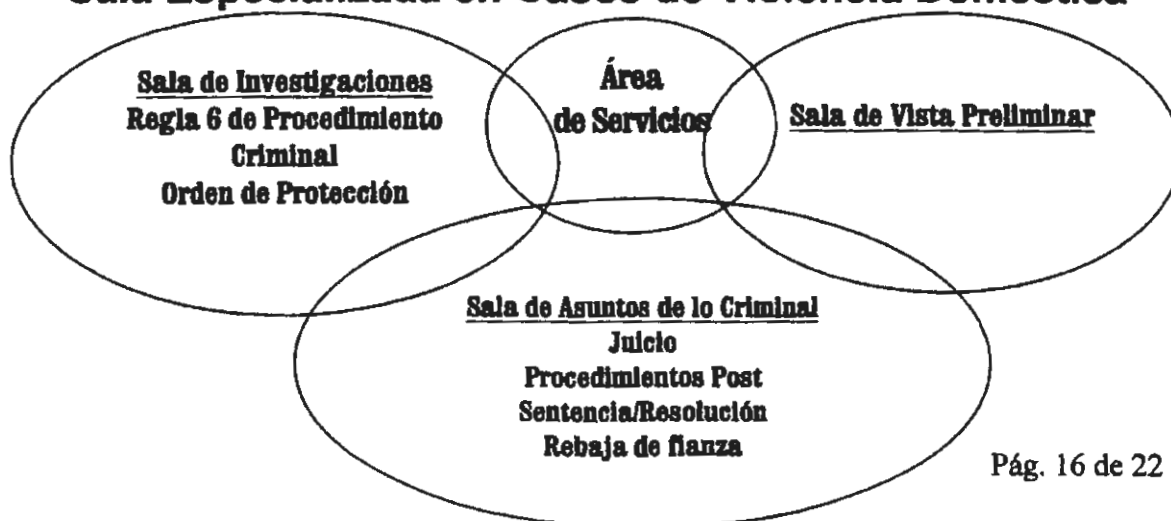 Sala de Investigaciones
Regla 6 de Procedimiento
Criminal
Orden de Protección
Área
de Servicios
Sala de Vista Preliminar
Sala de Asuntos de lo Criminal
Juicio
Procedimientos Post
Sentencia/Resolución
Rebaja de fianza
Pág. 16 de 22